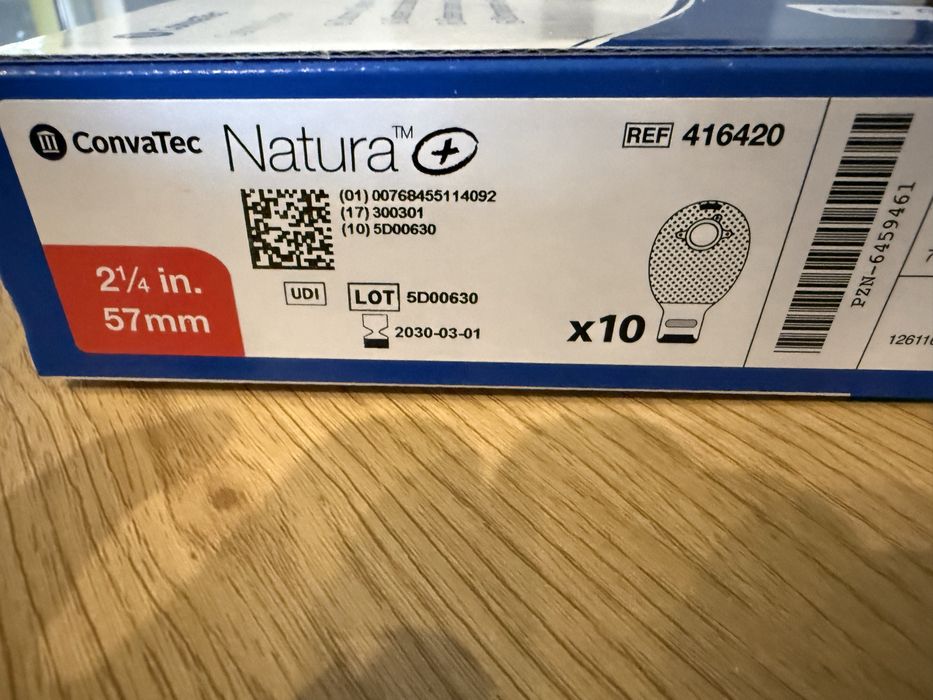 ConvaTec Natura™+
REF 416420
(01) 00768455114092
(17) 300301
(10) 5D00630
2¹/₄ in.
57mm
UDI
LOT 5D00630
2030-03-01
x10
PZN-6459461